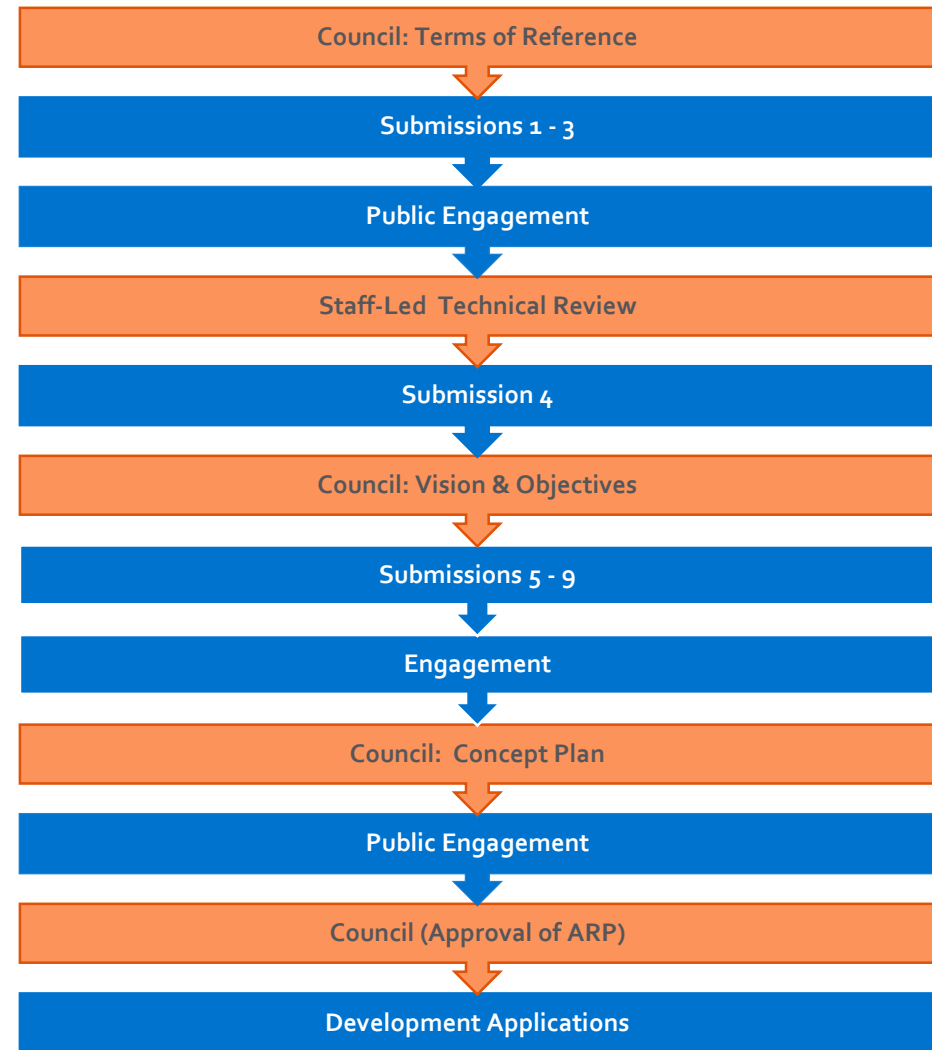 Council: Terms of Reference
Submissions 1 - 3
Public Engagement
Staff-Led Technical Review
Submission 4
Council: Vision & Objectives
Submissions 5 - 9
Engagement
Council: Concept Plan
Public Engagement
Council (Approval of ARP)
Development Applications